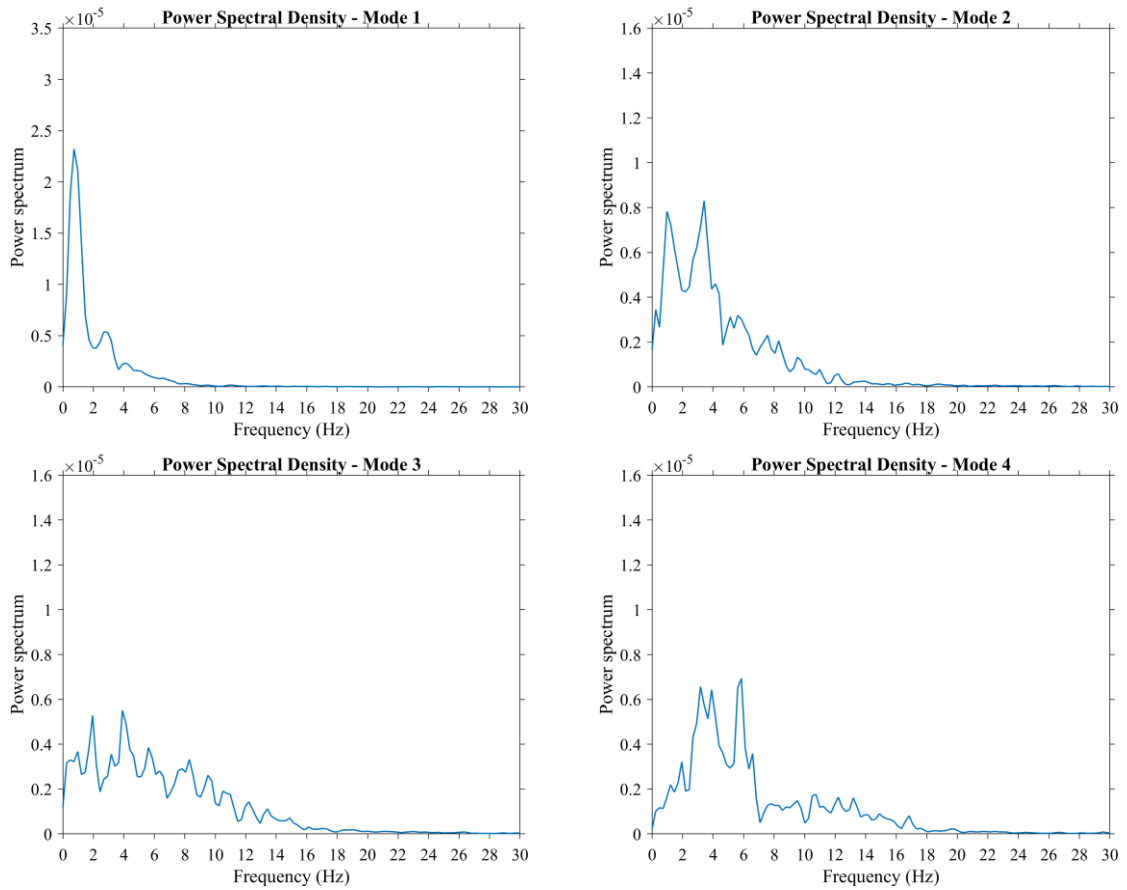 Power Spectral Density - Mode 1
×10-5
3.5
3
2.5
2
1.5
1
0.5
0
Power spectrum
0 2 4 6 8 10 12 14 16 18 20 22 24 26 28 30
Frequency (Hz)
Power Spectral Density - Mode 2
×10-5
1.6
1.4
1.2
1
0.8
0.6
0.4
0.2
0
Power spectrum
0 2 4 6 8 10 12 14 16 18 20 22 24 26 28 30
Frequency (Hz)
Power Spectral Density - Mode 3
×10-5
1.6
1.4
1.2
1
0.8
0.6
0.4
0.2
0
Power spectrum
0 2 4 6 8 10 12 14 16 18 20 22 24 26 28 30
Frequency (Hz)
Power Spectral Density - Mode 4
×10-5
1.6
1.4
1.2
1
0.8
0.6
0.4
0.2
0
Power spectrum
0 2 4 6 8 10 12 14 16 18 20 22 24 26 28 30
Frequency (Hz)